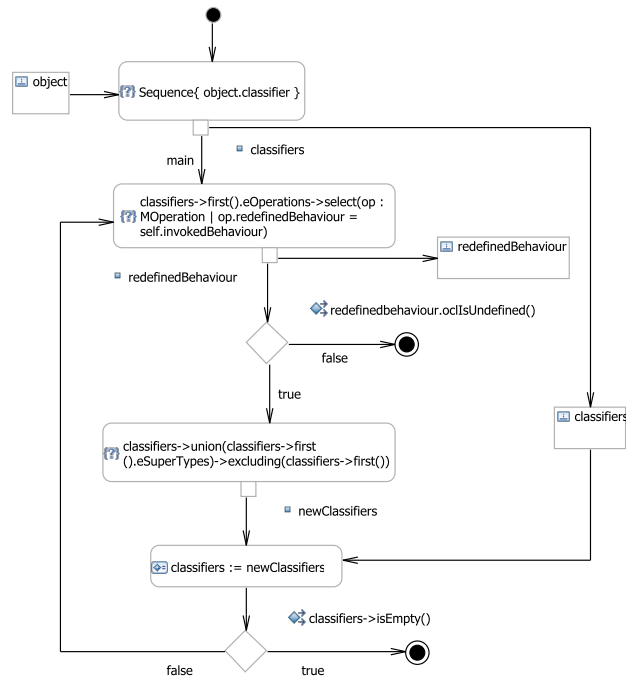 object
{?} Sequence{ object.classifier }
classifiers
main
classifiers->first().eOperations->select(op :
{?} MOperation | op.redefinedBehaviour =
self.invokedBehaviour)
redefinedBehaviour
redefinedBehaviour
redefinedbehaviour.oclIsUndefined()
false
true
classifiers
classifiers->union(classifiers->first
{?} ().eSuperTypes)->excluding(classifiers->first())
newClassifiers
classifiers := newClassifiers
classifiers->isEmpty()
false
true